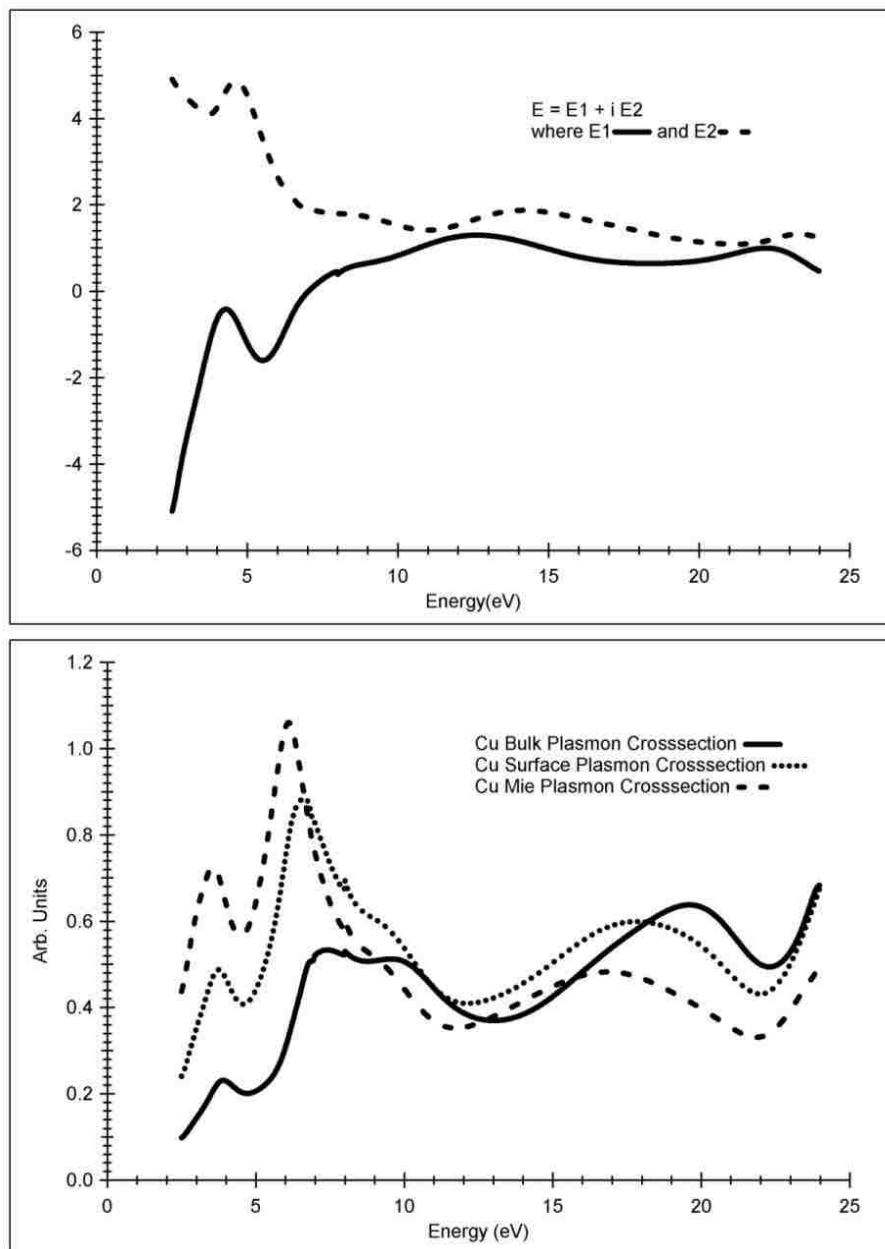 6
4
2
0
-2
-4
-6
E = E1 + i E2
where E1 and E2
0 5 10 15 20 25
Energy(eV)
1.2
1.0
0.8
0.6
0.4
0.2
0.0
Arb. Units
Cu Bulk Plasmon Crosssection
Cu Surface Plasmon Crosssection
Cu Mie Plasmon Crosssection
0 5 10 15 20 25
Energy (eV)